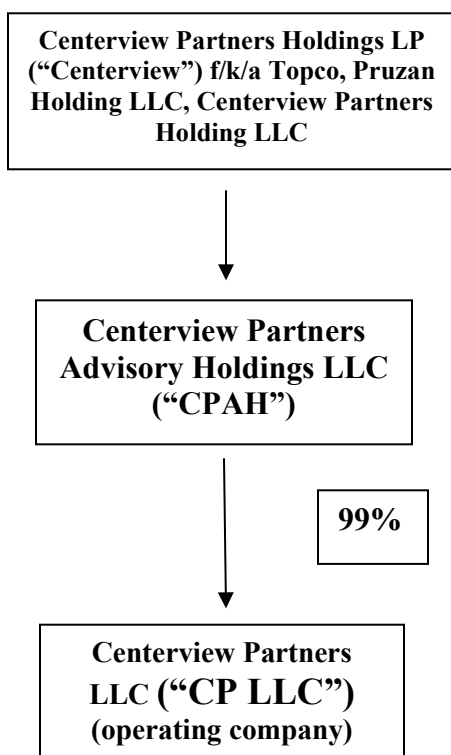 Centerview Partners Holdings LP
(“Centerview”) f/k/a Topco, Pruzan
Holding LLC, Centerview Partners
Holding LLC
Centerview Partners
Advisory Holdings LLC
(“CPAH”)
99%
Centerview Partners
LLC (“CP LLC”)
(operating company)